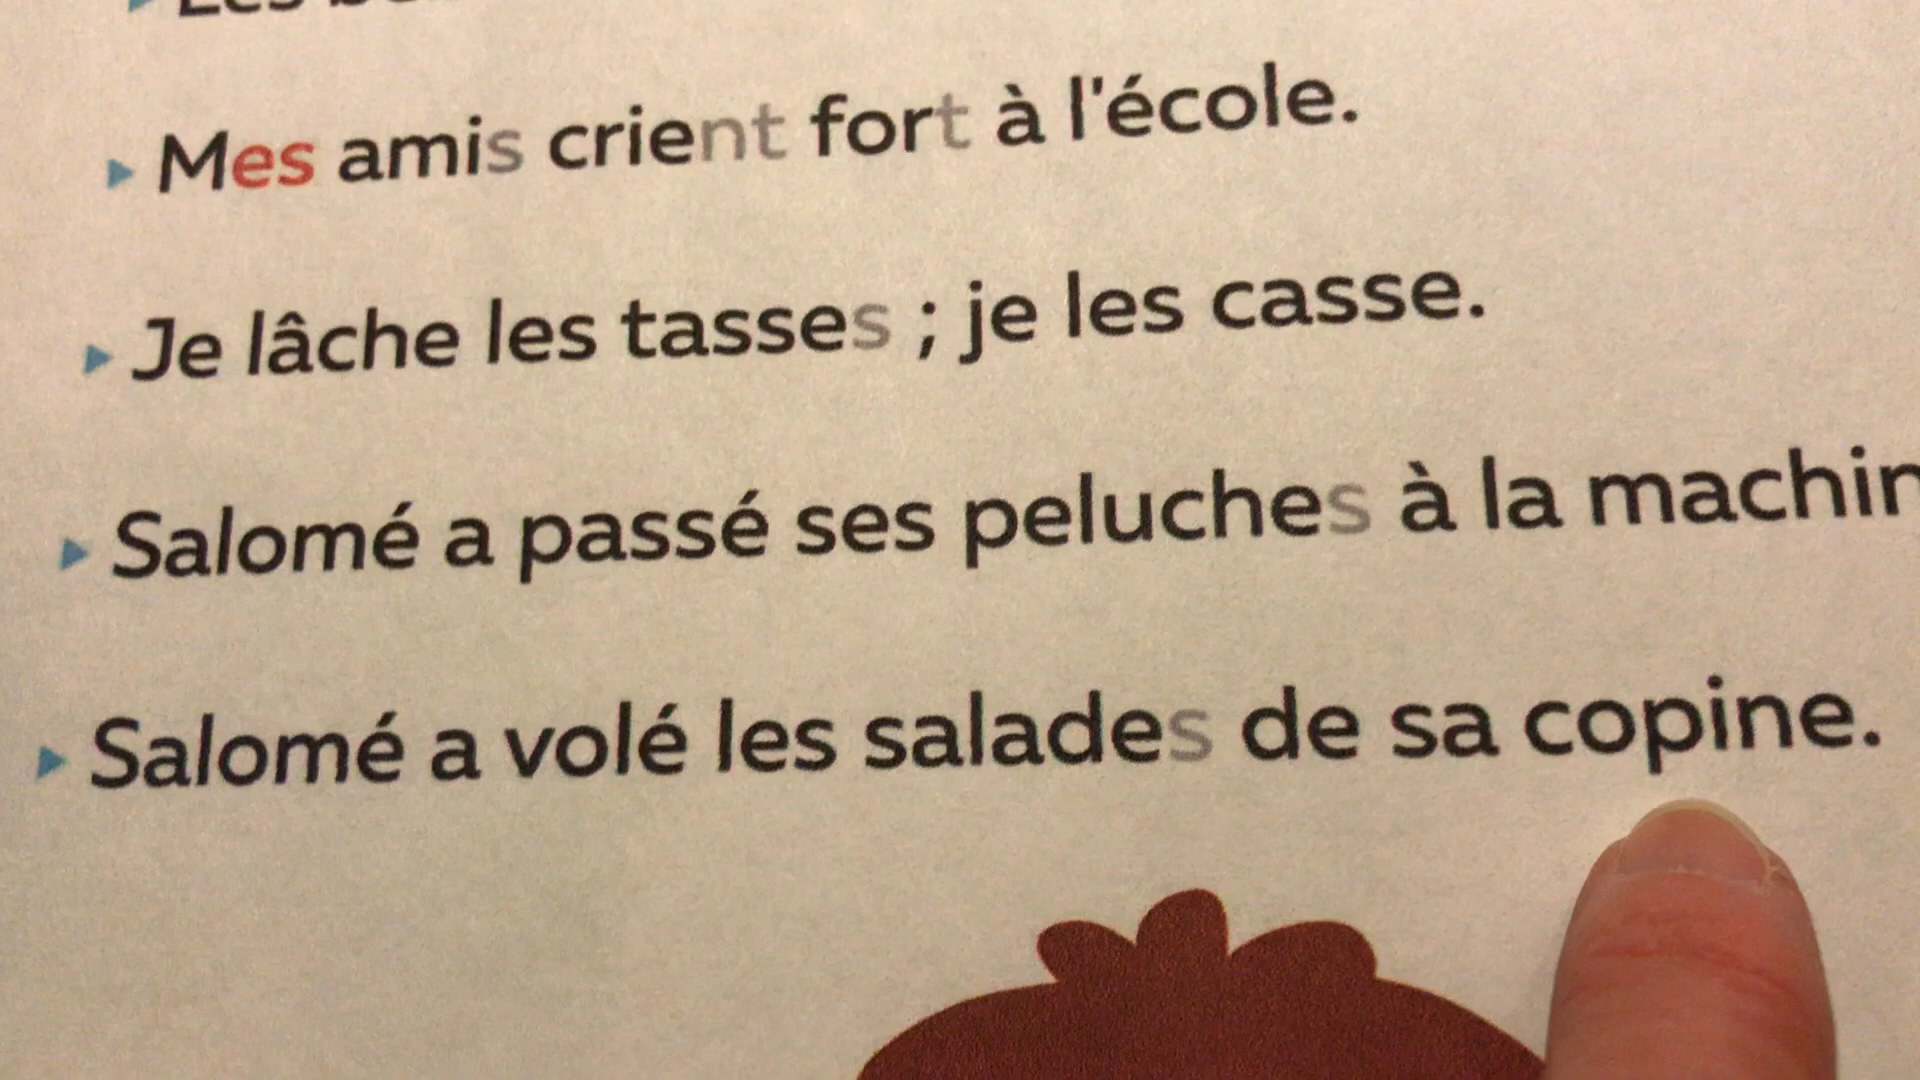 Mes amis crient fort à l'école.
Je lâche les tasses ; je les casse.
Salomé a passé ses peluches à la
Salomé a volé les salades de sa copine.